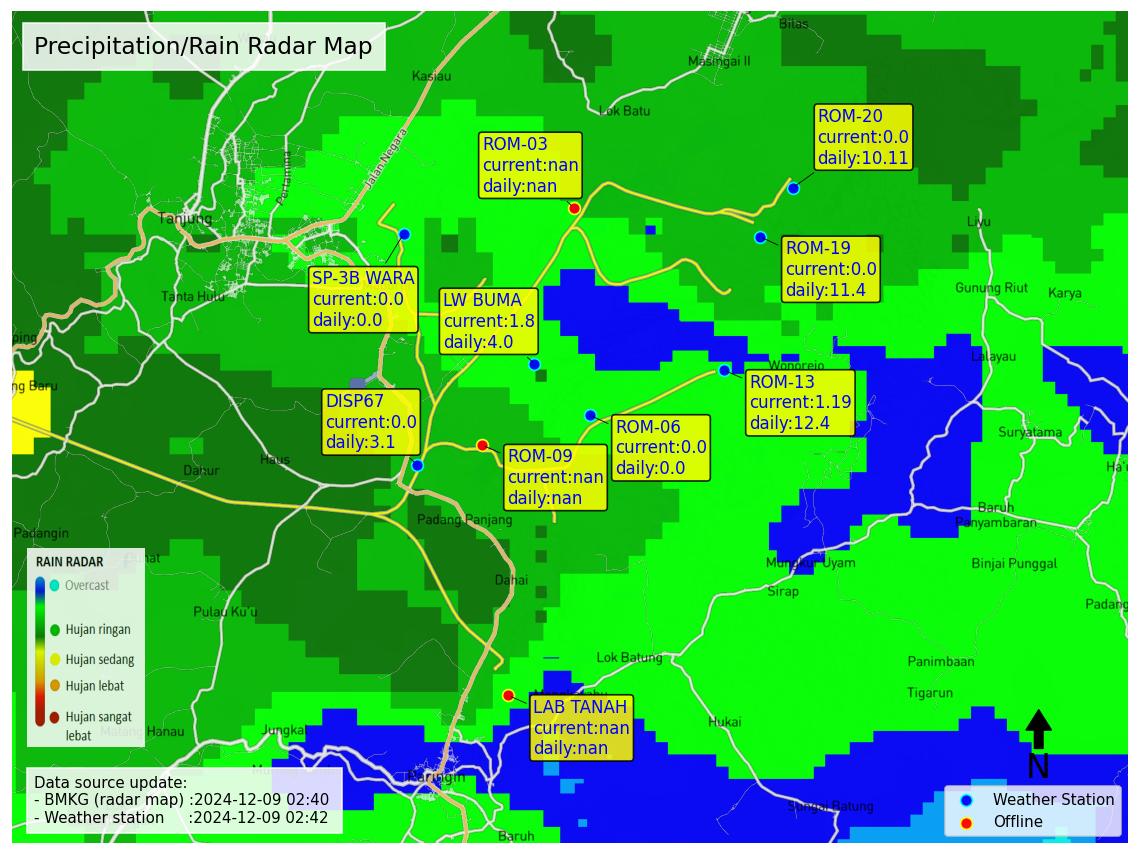 Precipitation/Rain Radar Map
Bitas
Masingai II
Kasiau
Lok Batu
Jalan Negara
Pertamina
Tanjung
Tanta Hulu
ROM-03
current:nan
daily:nan
ROM-20
current:0.0
daily:10.11
Liyu
ROM-19
current:0.0
daily:11.4
SP-3B WARA
current:0.0
daily:0.0
LW BUMA
current:1.8
daily:4.0
Gunung Riut
Karya
ping
ng Baru
Wonorejo
Lalayau
ROM-13
current:1.19
daily:12.4
DISP67
current:0.0
daily:3.1
ROM-06
current:0.0
daily:0.0
Suryatama
Haus
Dahur
ROM-09
current:nan
daily:nan
Baruh
Panyambaran
Padang Panjang
Padangin
Mungkur Uyam
Binjai Punggal
Dahai
Sirap
Padang
Pulau Ku'u
Lok Batung
Panimbaan
Tigarun
LAB TANAH
current:nan
daily:nan
Hukai
Jungkat
Manau
RAIN RADAR
Overcast
Hujan ringan
Hujan sedang
Hujan lebat
Hujan sangat
lebat
Paringin
Sungai Batung
Baruh
N
Data source update:
- BMKG (radar map) :2024-12-09 02:40
- Weather station :2024-12-09 02:42
Weather Station
Offline